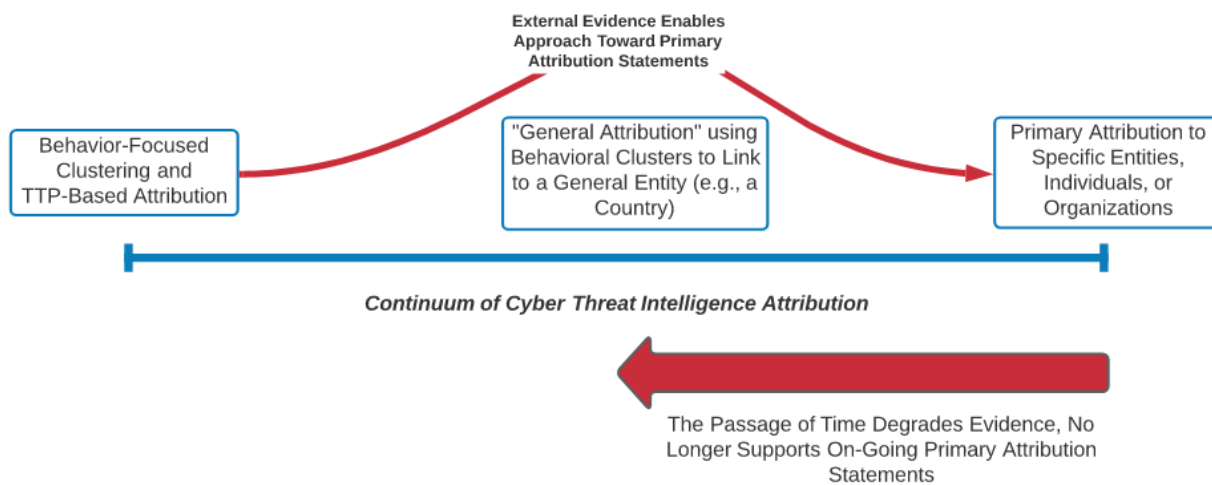 External Evidence Enables
Approach Toward Primary
Attribution Statements
Behavior-Focused
Clustering and
TTP-Based Attribution
"General Attribution" using
Behavioral Clusters to Link
to a General Entity (e.g., a
Country)
Primary Attribution to
Specific Entities,
Individuals, or
Organizations
Continuum of Cyber Threat Intelligence Attribution
The Passage of Time Degrades Evidence, No
Longer Supports On-Going Primary Attribution
Statements